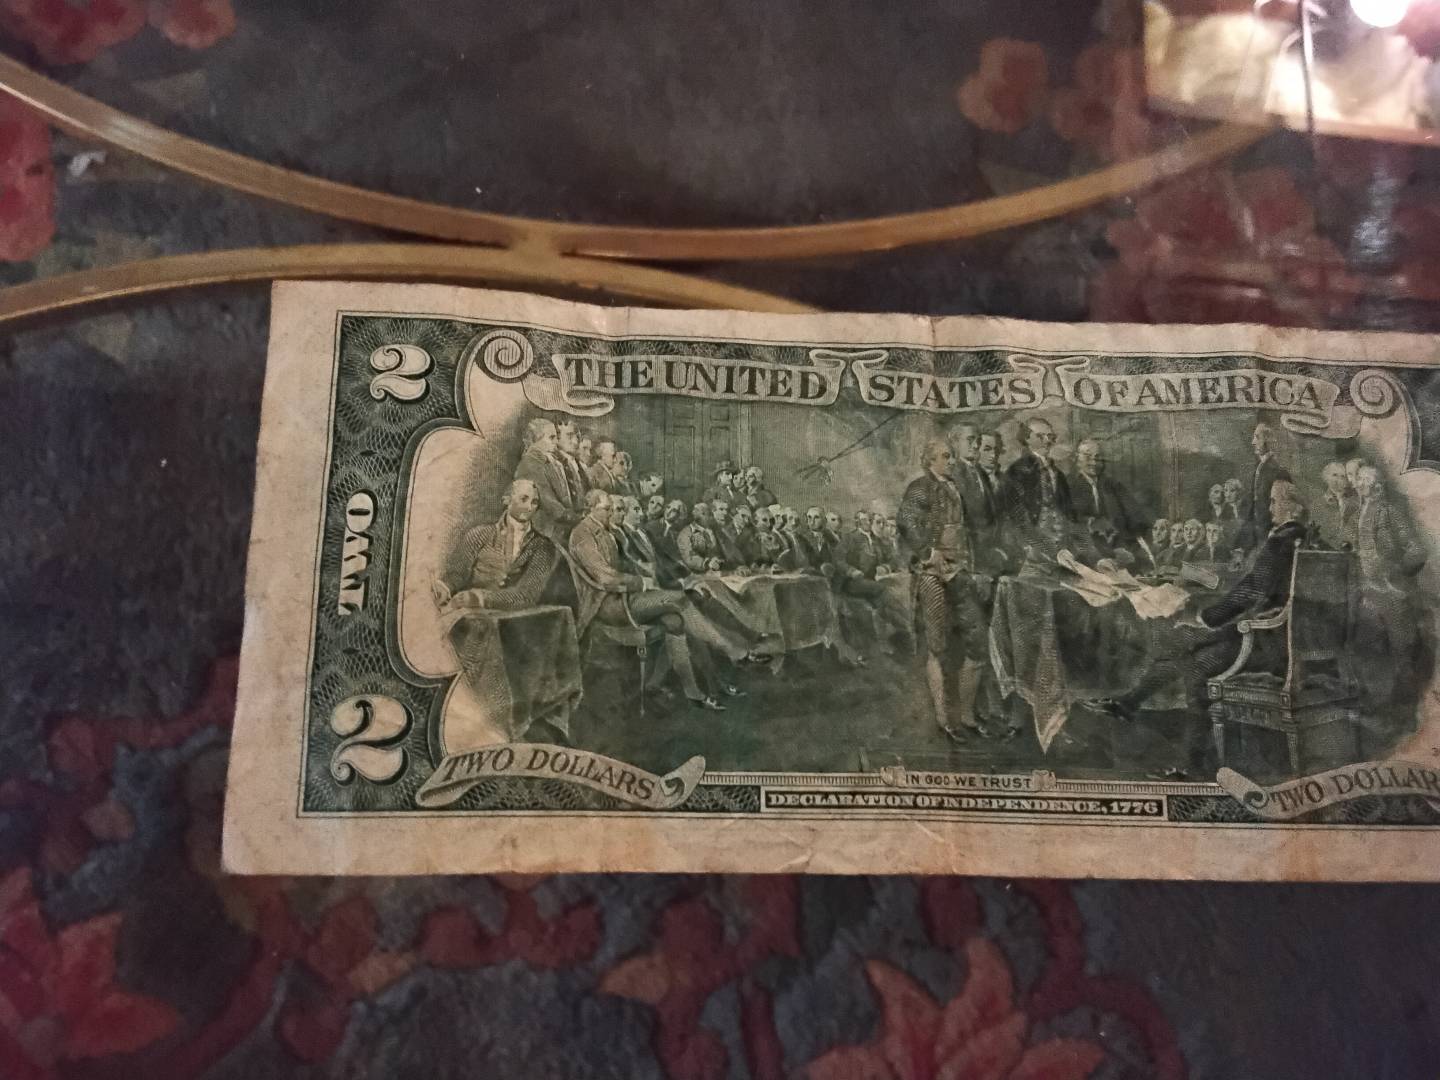 2
THE UNITED STATES OF AMERICA
TWO
2
TWO DOLLARS
IN GOD WE TRUST
TWO DOLLAR
DECLARATION OF INDEPENDENCE, 1776